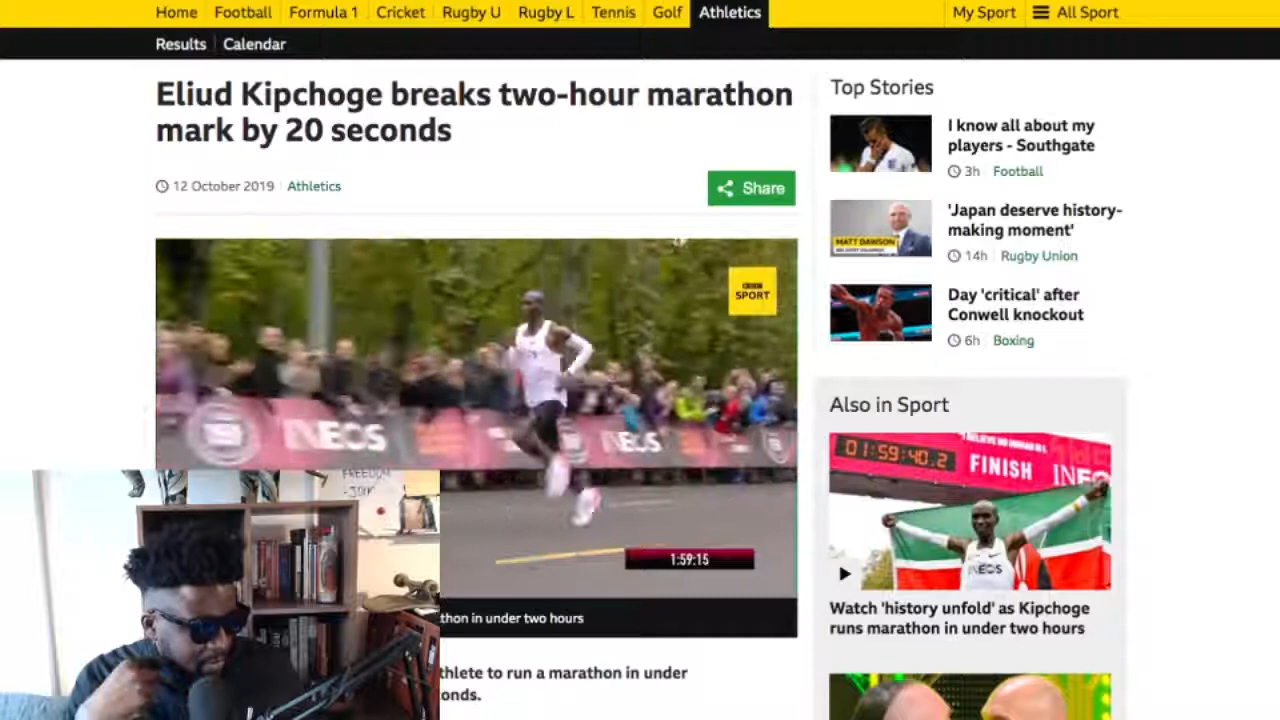 Home Football Formula 1 Cricket Rugby U Rugby L Tennis Golf Athletics My Sport All Sport
Results Calendar
Eliud Kipchoge breaks two-hour marathon
mark by 20 seconds
12 October 2019 Athletics
Share
BBC
SPORT
INEOS
INEOS
1:59:15
thon in under two hours
thlete to run a marathon in under
onds.
FREEDOM
Top Stories
I know all about my
players - Southgate
3h Football
MATT DAWSON
'Japan deserve history-
making moment'
14h Rugby Union
Day 'critical' after
Conwell knockout
6h Boxing
Also in Sport
01:59:40.2
FINISH
INEOS
INEOS
Watch 'history unfold' as Kipchoge
runs marathon in under two hours